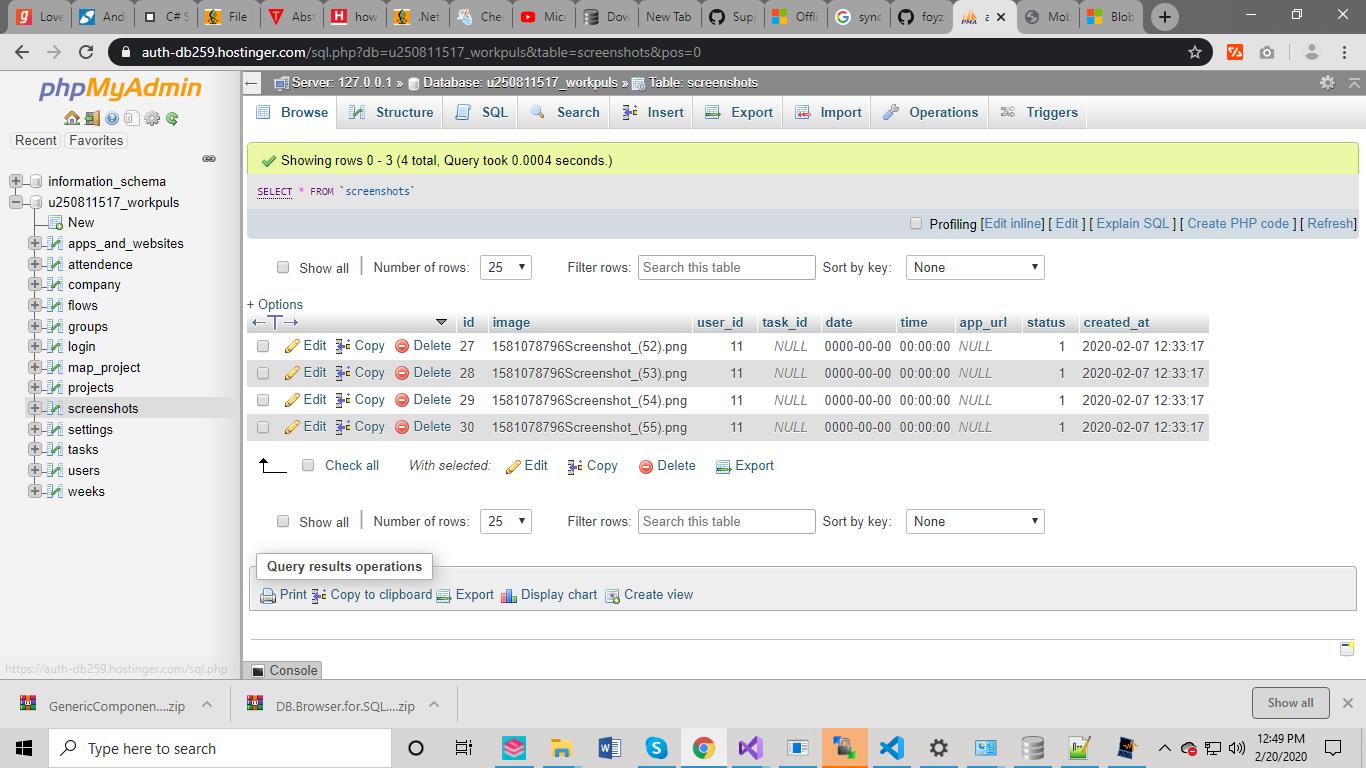 Love And C# S File Abst how .Net Che Micr Dov New Tab Supp Offli sync foyz a Mob Blob
auth-db259.hostinger.com/sql.php?db=u250811517_workpuls&table=screenshots&pos=0
phpMyAdmin
Recent Favorites
information_schema
u250811517_workpuls
New
apps_and_websites
attendence
company
flows
groups
login
map_project
projects
screenshots
settings
tasks
users
weeks
https://auth-db259.hostinger.com/sql.php
Server: 127.0.0.1 » Database: u250811517_workpuls » Table: screenshots
Browse Structure SQL Search Insert Export Import Operations Triggers
Showing rows 0 - 3 (4 total, Query took 0.0004 seconds.)
SELECT * FROM `screenshots`
Profiling [Edit inline] [ Edit ] [ Explain SQL ] [ Create PHP code ] [ Refresh]
Show all Number of rows: 25 Filter rows: Search this table Sort by key: None
+ Options
←T→ id image user_id task_id date time app_url status created_at
Edit Copy Delete 27 1581078796Screenshot_(52).png 11 NULL 0000-00-00 00:00:00 NULL 1 2020-02-07 12:33:17
Edit Copy Delete 28 1581078796Screenshot_(53).png 11 NULL 0000-00-00 00:00:00 NULL 1 2020-02-07 12:33:17
Edit Copy Delete 29 1581078796Screenshot_(54).png 11 NULL 0000-00-00 00:00:00 NULL 1 2020-02-07 12:33:17
Edit Copy Delete 30 1581078796Screenshot_(55).png 11 NULL 0000-00-00 00:00:00 NULL 1 2020-02-07 12:33:17
Check all With selected: Edit Copy Delete Export
Show all Number of rows: 25 Filter rows: Search this table Sort by key: None
Query results operations
Print Copy to clipboard Export Display chart Create view
Console
GenericComponen....zip DB.Browser.for.SQL....zip Show all
Type here to search
12:49 PM
2/20/2020